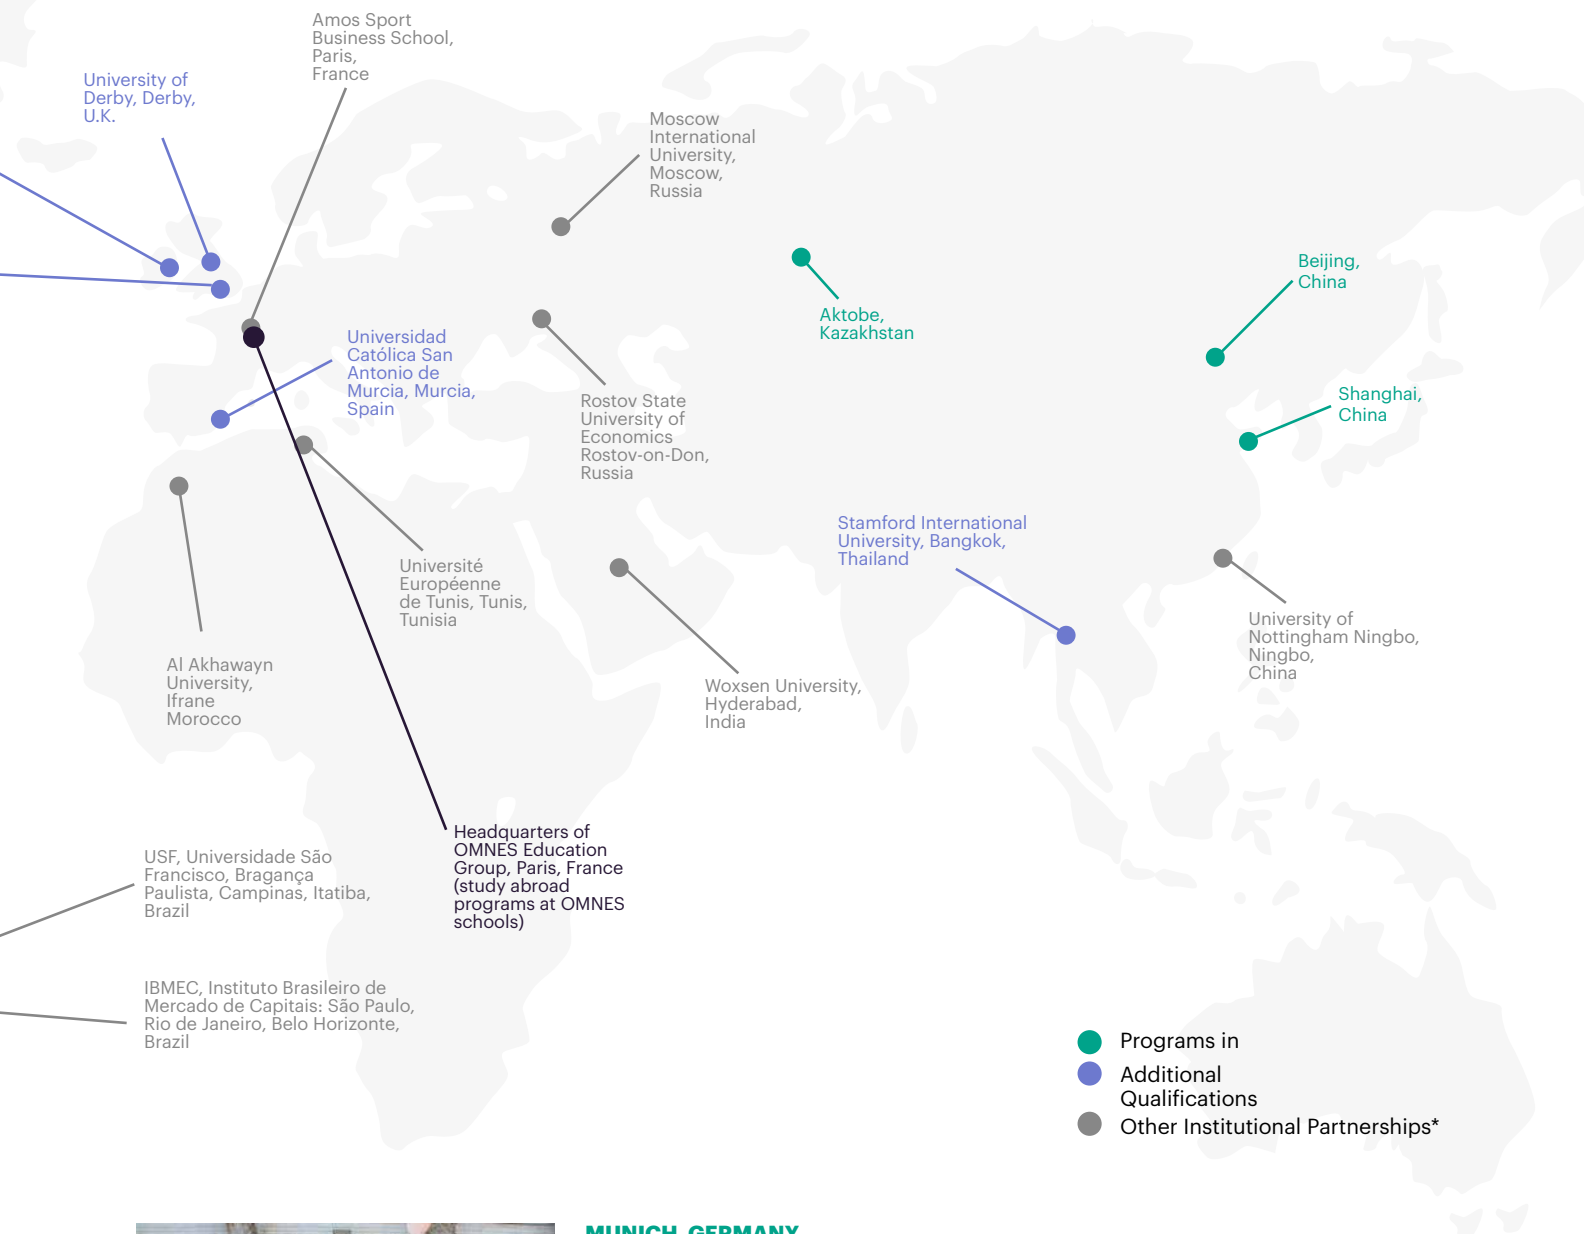 Amos Sport
Business School,
Paris,
France
University of
Derby, Derby,
U.K.
Moscow
International
University,
Moscow,
Russia
Beijing,
China
Aktobe,
Kazakhstan
Universidad
Católica San
Antonio de
Murcia, Murcia,
Spain
Rostov State
University of
Economics
Rostov-on-Don,
Russia
Shanghai,
China
Stamford International
University, Bangkok,
Thailand
Université
Européenne
de Tunis, Tunis,
Tunisia
University of
Nottingham Ningbo,
Ningbo,
China
Al Akhawayn
University,
Ifrane
Morocco
Woxsen University,
Hyderabad,
India
Headquarters of
OMNES Education
Group, Paris, France
(study abroad
programs at OMNES
schools)
USF, Universidade São
Francisco, Bragança
Paulista, Campinas, Itatiba,
Brazil
IBMEC, Instituto Brasileiro de
Mercado de Capitais: São Paulo,
Rio de Janeiro, Belo Horizonte,
Brazil
Programs in
Additional
Qualifications
Other Institutional Partnerships*
MUNICH, GERMANY